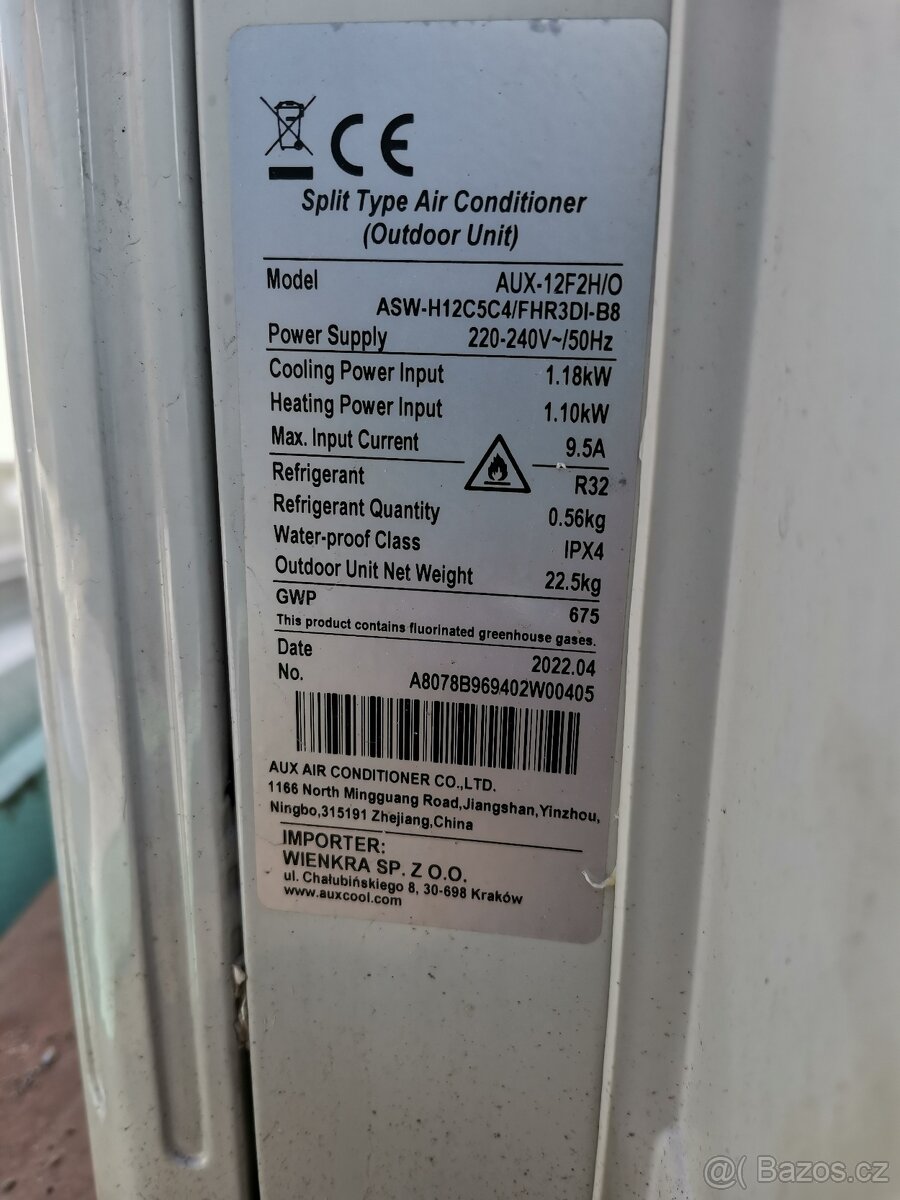 CE
Split Type Air Conditioner
(Outdoor Unit)
Model AUX-12F2H/O
ASW-H12C5C4/FHR3DI-B8
Power Supply 220-240V~/50Hz
Cooling Power Input 1.18kW
Heating Power Input 1.10kW
Max. Input Current 9.5A
Refrigerant R32
Refrigerant Quantity 0.56kg
Water-proof Class IPX4
Outdoor Unit Net Weight 22.5kg
GWP 675
This product contains fluorinated greenhouse gases.
Date 2022.04
No. A8078B969402W00405
AUX AIR CONDITIONER CO.,LTD.
1166 North Mingguang Road,Jiangshan,Yinzhou,
Ningbo,315191 Zhejiang,China
IMPORTER:
WIENKRA SP. Z O.O.
ul. Chałubińskiego 8, 30-698 Kraków
www.auxcool.com
@( Bazos.cz